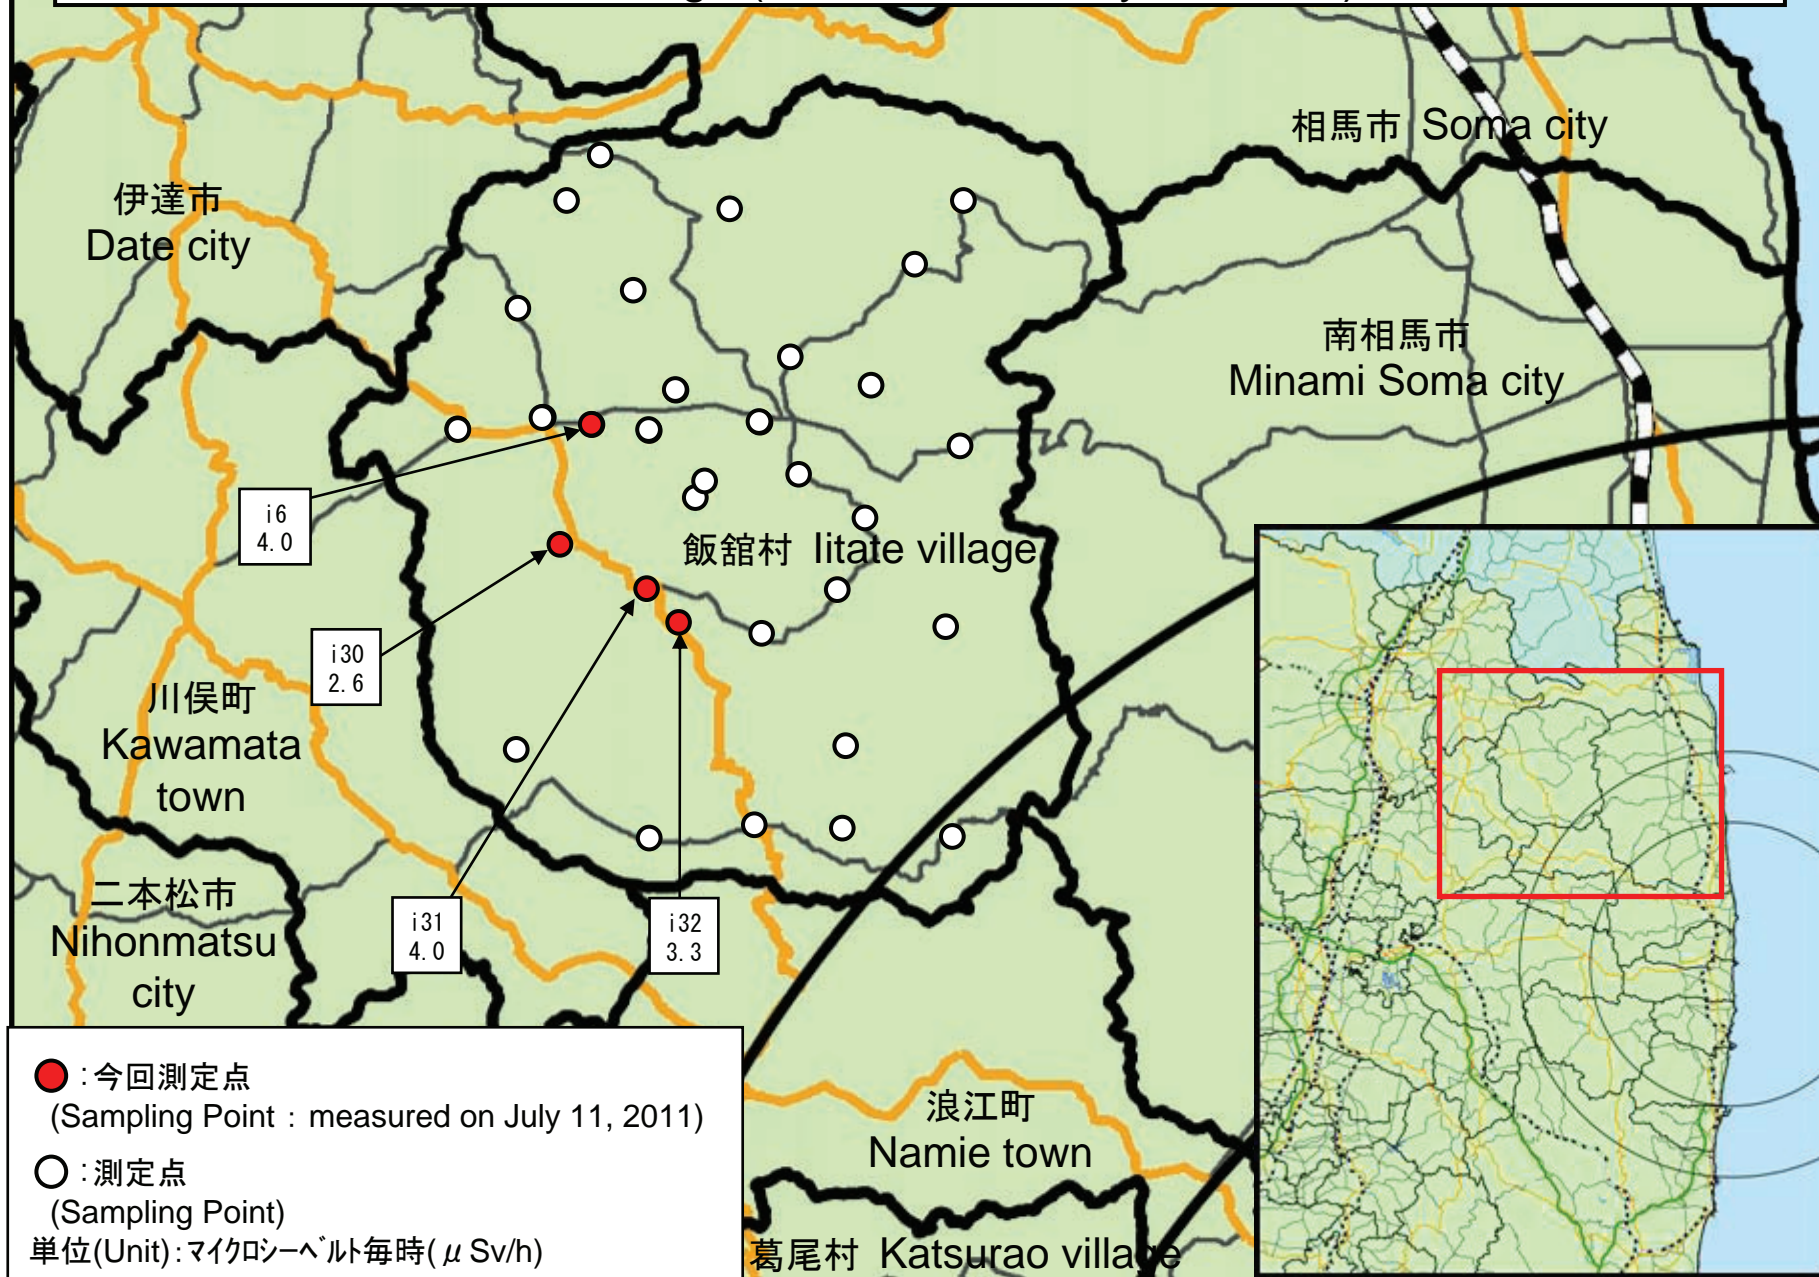 相馬市 Soma city
伊達市
Date city
南相馬市
Minami Soma city
i6
4.0
飯舘村 Iitate village
i30
2.6
川俣町
Kawamata
town
二本松市
Nihonmatsu
city
i31
4.0
i32
3.3
:今回測定点
(Sampling Point : measured on July 11, 2011)
:測定点
(Sampling Point)
単位(Unit):マイクロシーベルト毎時(μSv/h)
浪江町
Namie town
葛尾村 Katsurao village